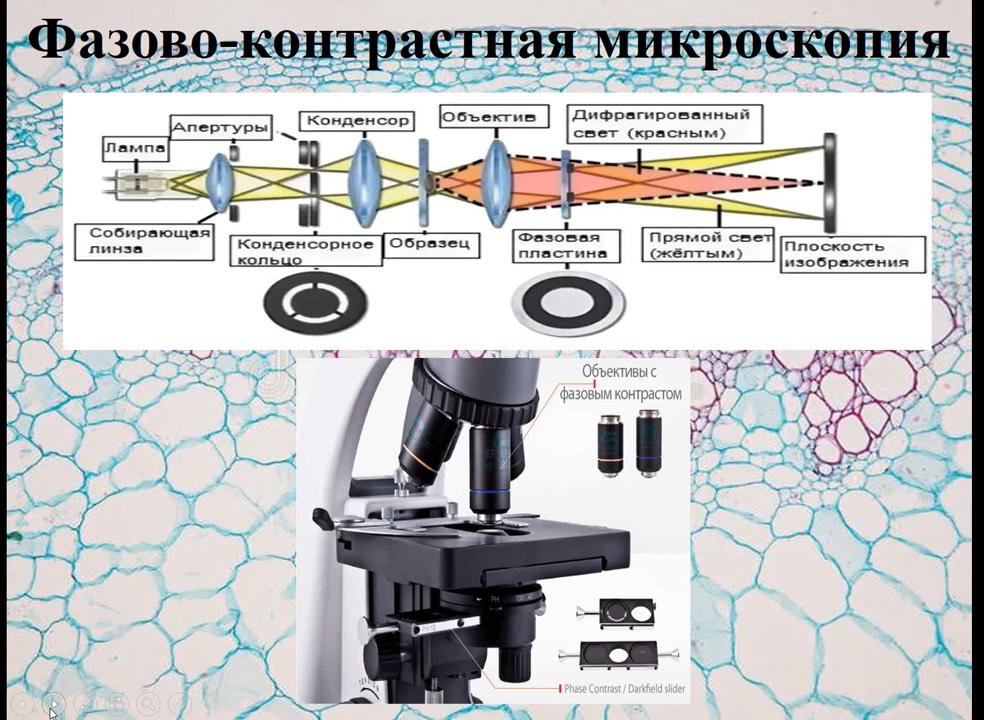 Фазово-контрастная микроскопия
Лампа
Апертуры
Конденсор
Объектив
Дифрагированный
свет (красным)
Собирающая
линза
Конденсорное
кольцо
Образец
Фазовая
пластина
Прямой свет
(жёлтым)
Плоскость
изображения
Объективы с
фазовым контрастом
PH
Phase Contrast / Darkfield slider